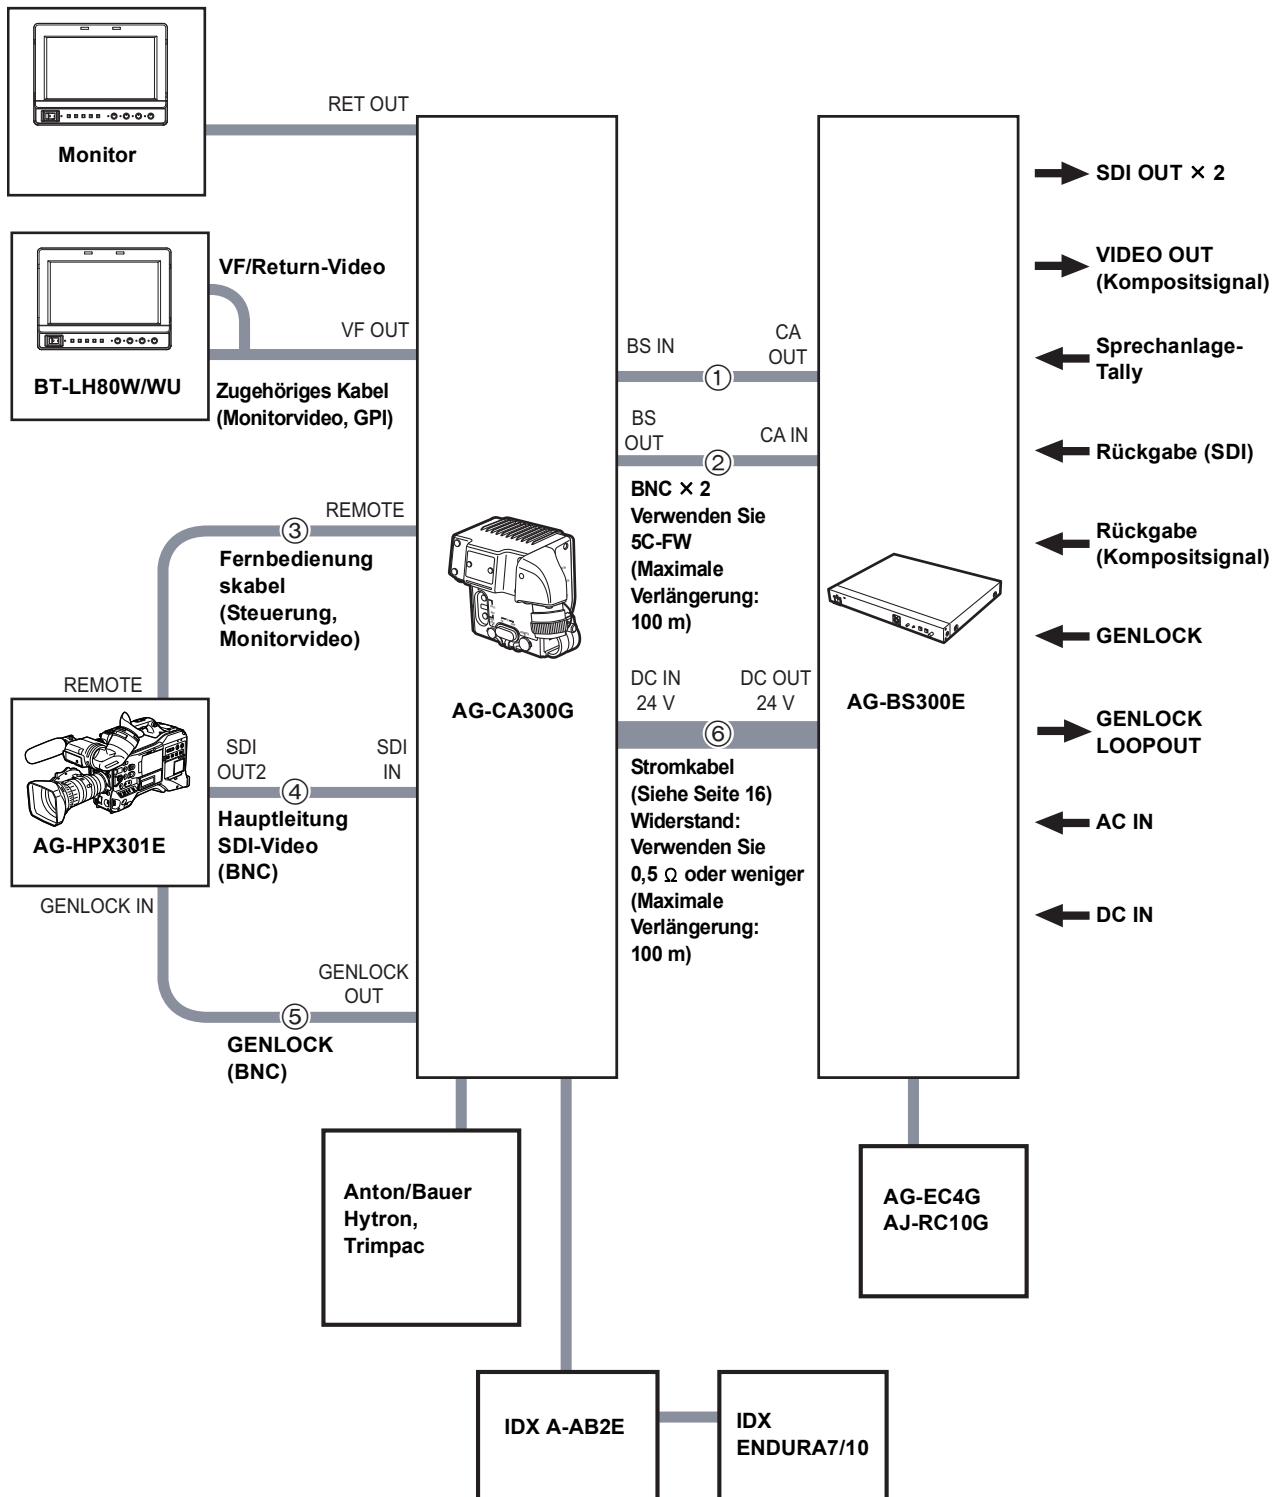 RET OUT
Monitor
VF/Return-Video
VF OUT
BT-LH80W/WU
Zugehöriges Kabel
(Monitorvideo, GPI)
REMOTE
③
Fernbedienung
skabel
(Steuerung,
Monitorvideo)
REMOTE
SDI
OUT2
SDI
IN
④
Hauptleitung
SDI-Video
(BNC)
AG-HPX301E
GENLOCK IN
GENLOCK
OUT
⑤
GENLOCK
(BNC)
AG-CA300G
BS IN
CA
OUT
①
BS
OUT
CA IN
②
BNC × 2
Verwenden Sie
5C-FW
(Maximale
Verlängerung:
100 m)
DC IN
24 V
DC OUT
24 V
⑥
Stromkabel
(Siehe Seite 16)
Widerstand:
Verwenden Sie
0,5 Ω oder weniger
(Maximale
Verlängerung:
100 m)
AG-BS300E
SDI OUT × 2
VIDEO OUT
(Kompositsignal)
Sprechanlage-
Tally
Rückgabe (SDI)
Rückgabe
(Kompositsignal)
GENLOCK
GENLOCK
LOOPOUT
AC IN
DC IN
Anton/Bauer
Hytron,
Trimpac
AG-EC4G
AJ-RC10G
IDX A-AB2E
IDX
ENDURA7/10